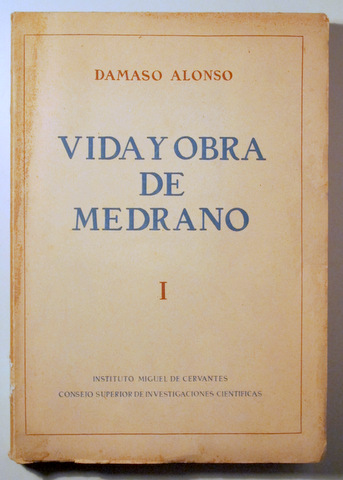 DAMASO ALONSO
VIDA Y OBRA
DE
MEDRANO
I
INSTITUTO MIGUEL DE CERVANTES
CONSEJO SUPERIOR DE INVESTIGACIONES CIENTIFICAS